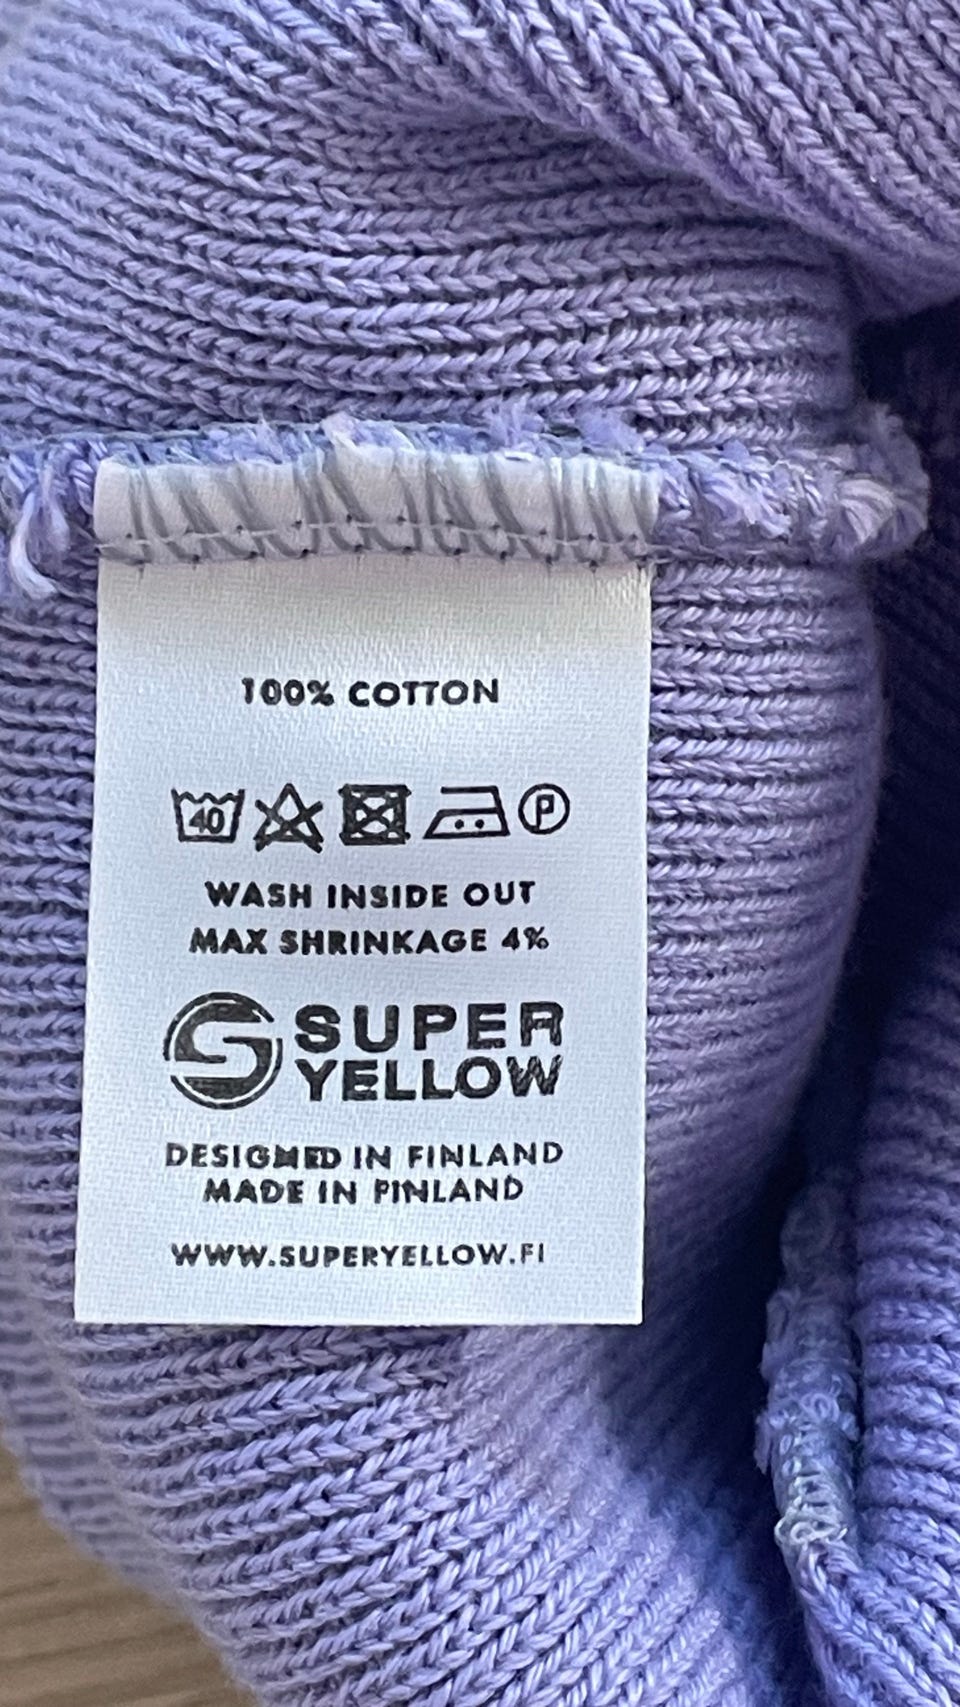 100% COTTON
40 P
WASH INSIDE OUT
MAX SHRINKAGE 4%
SUPER
YELLOW
DESIGNED IN FINLAND
MADE IN FINLAND
WWW.SUPERYELLOW.FI